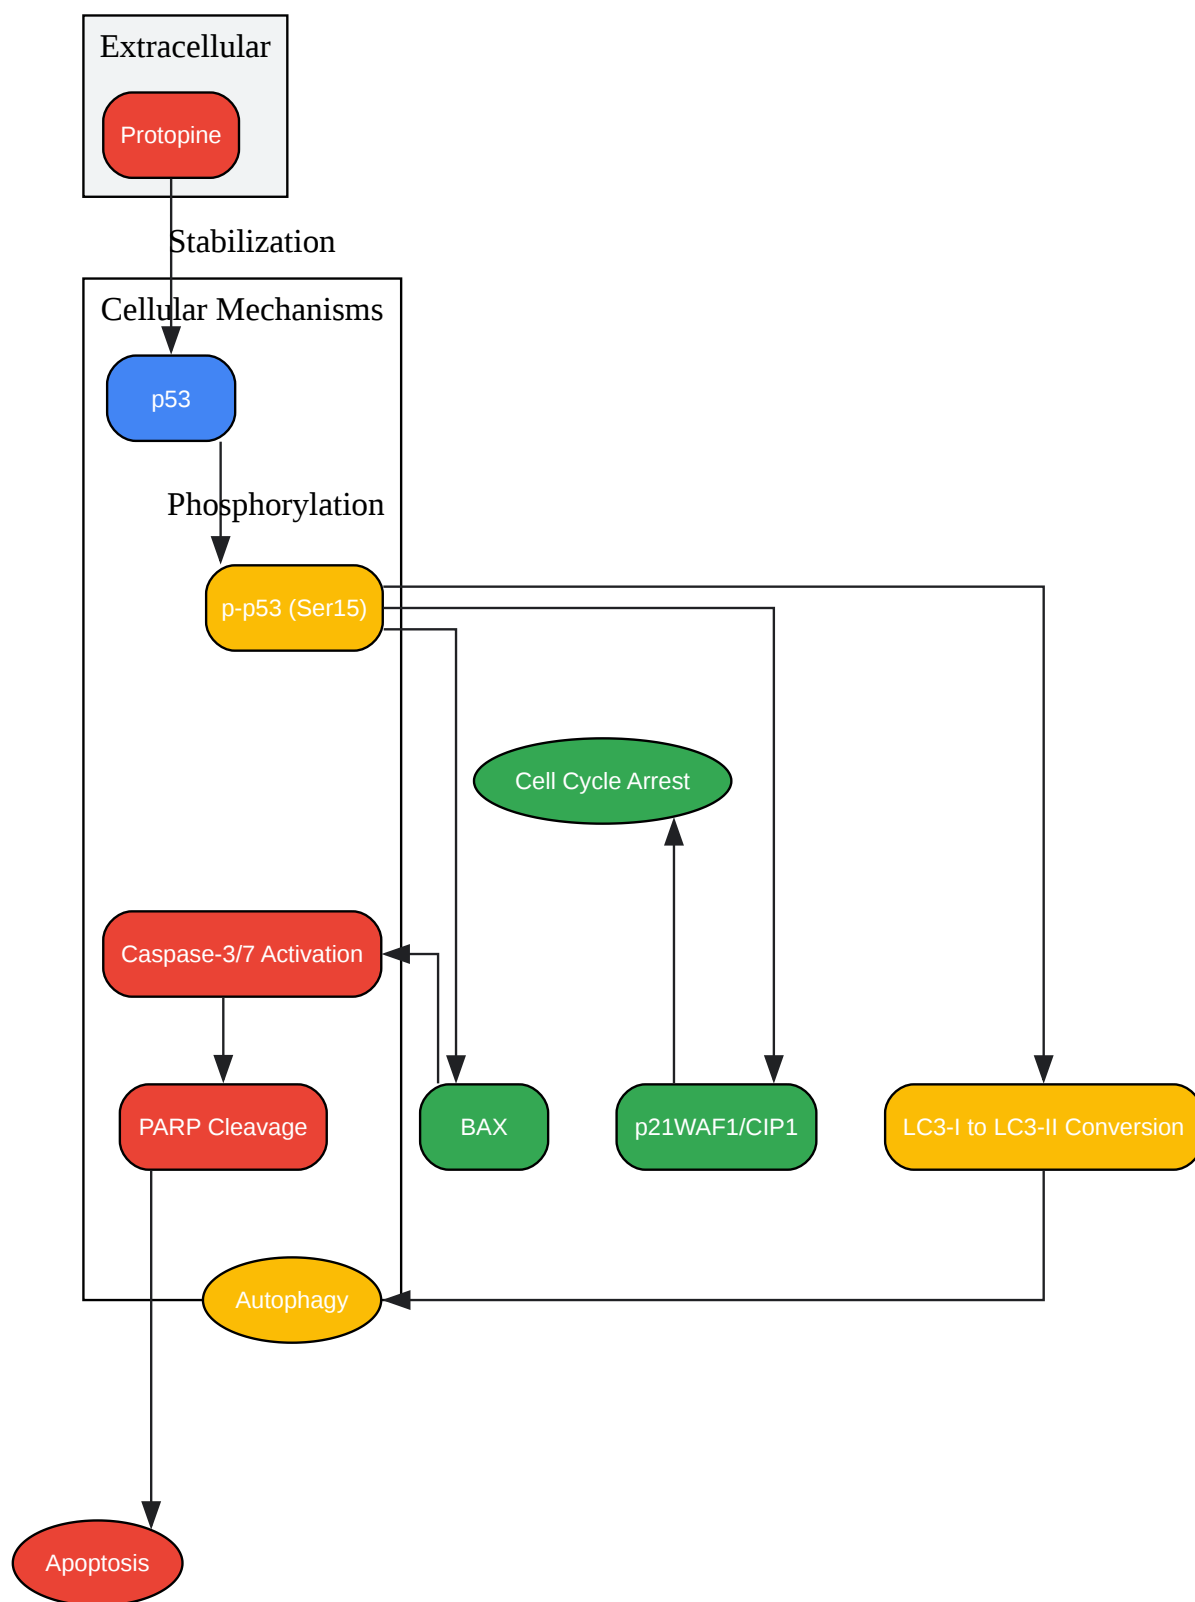 Extracellular
Protopine
Stabilization
Cellular Mechanisms
p53
Phosphorylation
p-p53 (Ser15)
Cell Cycle Arrest
Caspase-3/7 Activation
PARP Cleavage
BAX
p21WAF1/CIP1
LC3-I to LC3-II Conversion
Autophagy
Apoptosis